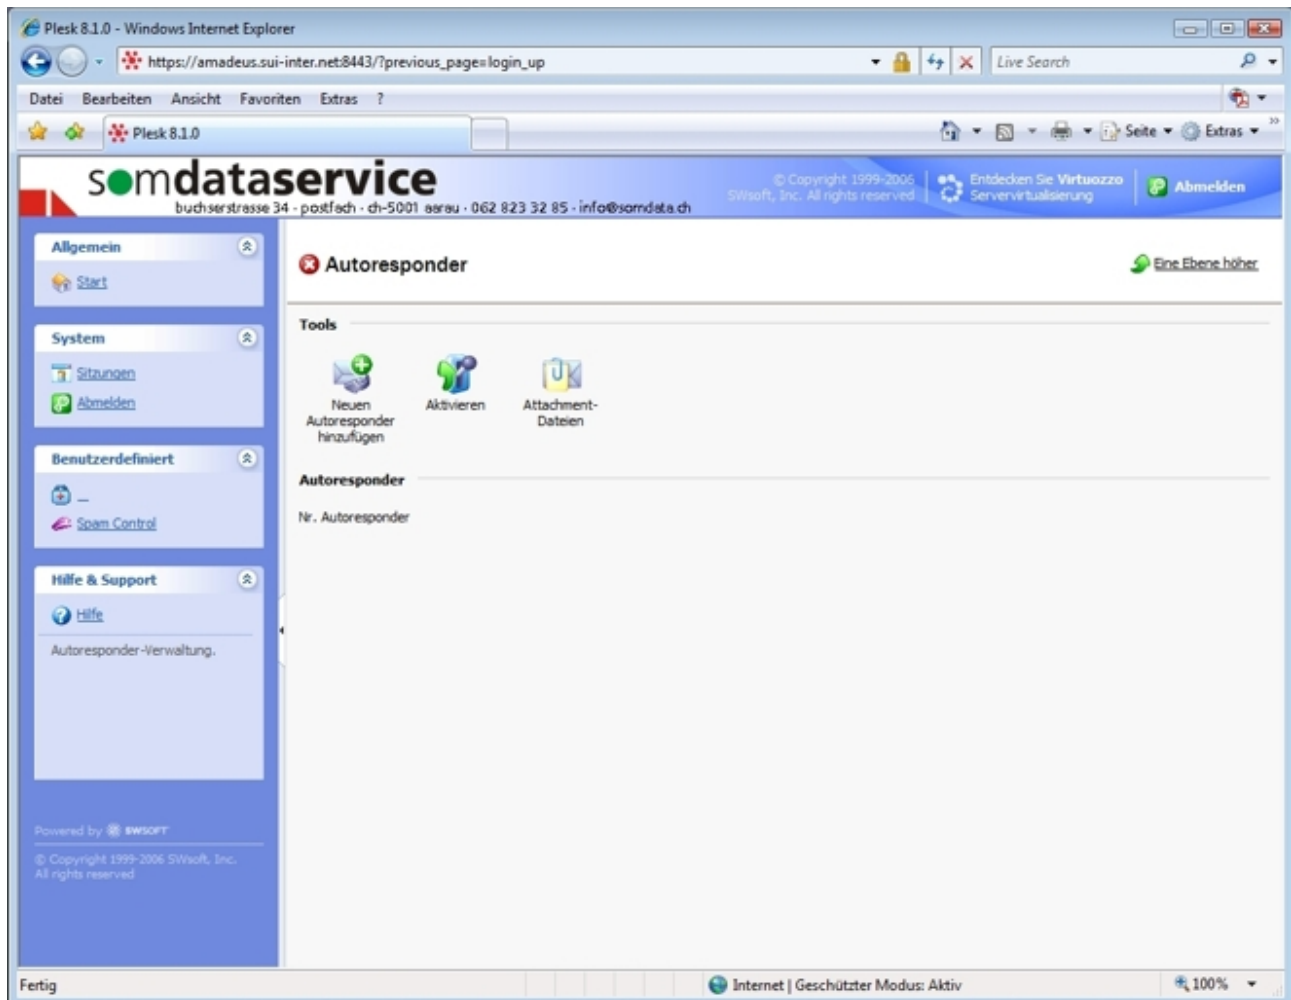 Plesk 8.1.0 - Windows Internet Explorer
https://amadeus.sui-inter.net:8443/?previous_page=login_up
Live Search
Datei Bearbeiten Ansicht Favoriten Extras ?
Plesk 8.1.0
Seite
Extras
somdataservice
buchserstrasse 34 - postfach - ch-5001 aarau - 062 823 32 85 - info@somdata.ch
© Copyright 1999-2006
SWsoft, Inc. All rights reserved
Entdecken Sie Virtuozzo
Servervirtualisierung
Abmelden
Allgemein
Start
System
Sitzungen
Abmelden
Benutzerdefiniert
...
Spam Control
Hilfe & Support
Hilfe
Autoresponder-Verwaltung.
Powered by SWSOFT
© Copyright 1999-2006 SWsoft, Inc.
All rights reserved
Autoresponder
Eine Ebene höher
Tools
Neuen
Autoresponder
hinzufügen
Aktivieren
Attachment-
Dateien
Autoresponder
Nr. Autoresponder
Fertig
Internet | Geschützter Modus: Aktiv
100%